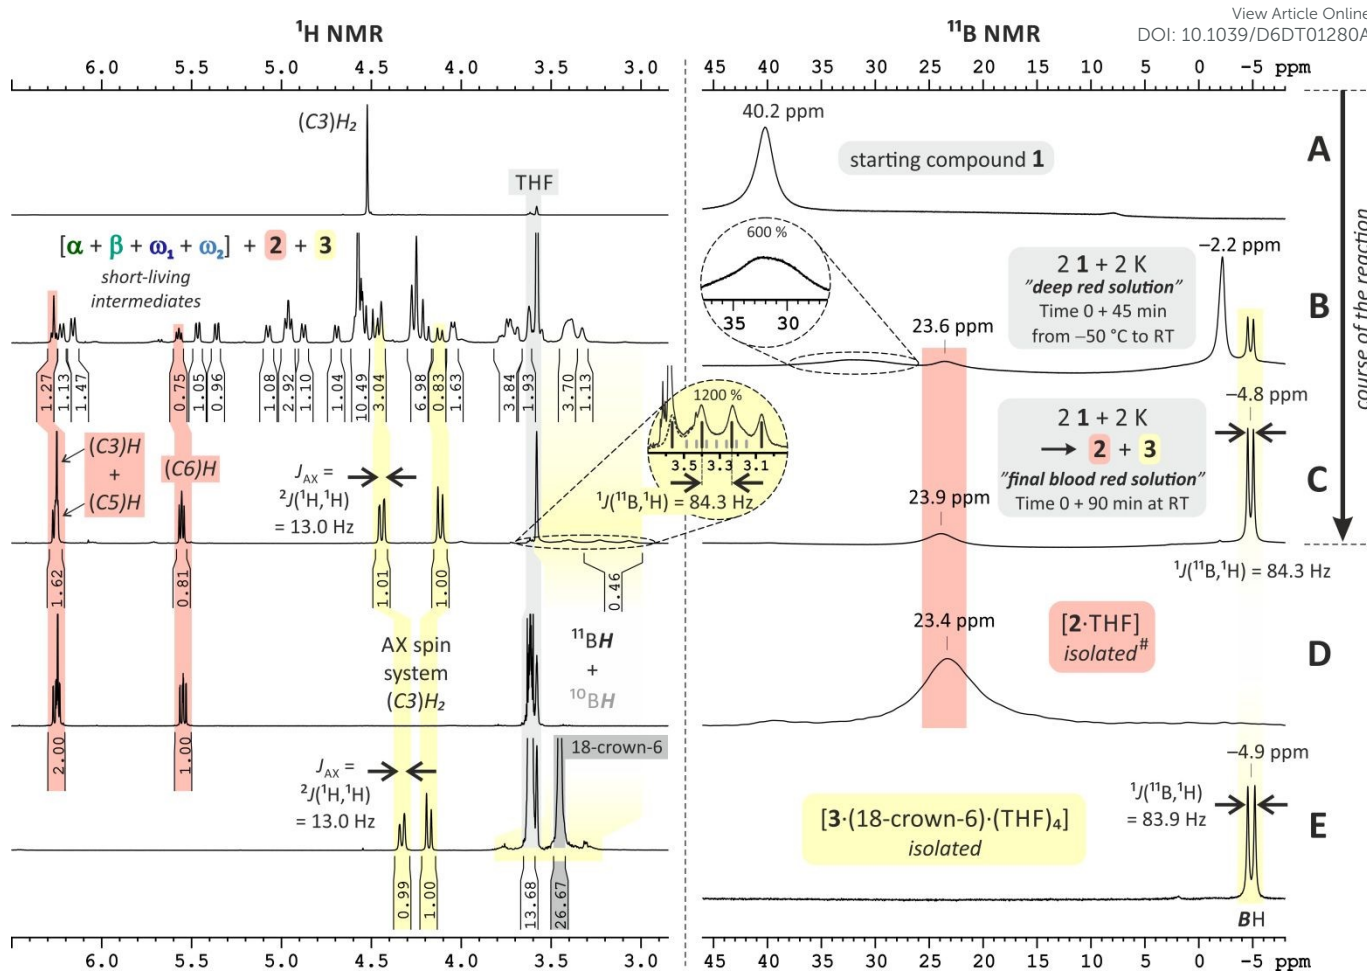 View Article Online
DOI: 10.1039/D6DT01280A
¹H NMR
¹¹B NMR
6.0 5.5 5.0 4.5 4.0 3.5 3.0
45 40 35 30 25 20 15 10 5 0 -5 ppm
(C3)H₂
THF
40.2 ppm
starting compound 1
A
[α + β + ω₁ + ω₂] + 2 + 3
short-living
intermediates
600 %
35 30
23.6 ppm
−2.2 ppm
2 1 + 2 K
"deep red solution"
Time 0 + 45 min
from −50 °C to RT
B
1.27 1.13 1.47 0.75 1.05 0.96 1.08 2.92 1.10 1.04 10.49 3.04 6.98 0.83 1.63 3.84 1.93 3.70 1.13
(C3)H
+
(C5)H
(C6)H
J_AX =
²J(¹H,¹H)
= 13.0 Hz
1200 %
3.5 3.3 3.1
¹J(¹¹B,¹H) = 84.3 Hz
23.9 ppm
−4.8 ppm
2 1 + 2 K
→ 2 + 3
"final blood red solution"
Time 0 + 90 min at RT
C
¹J(¹¹B,¹H) = 84.3 Hz
course of the reaction
1.62 0.81 1.01 1.00 0.46
AX spin
system
(C3)H₂
¹¹BH
+
¹⁰BH
23.4 ppm
[2·THF]
isolated#
D
2.00 1.00
J_AX =
²J(¹H,¹H)
= 13.0 Hz
18-crown-6
[3·(18-crown-6)·(THF)₄]
isolated
−4.9 ppm
¹J(¹¹B,¹H)
= 83.9 Hz
E
0.99 1.00 13.68 26.67
BH
6.0 5.5 5.0 4.5 4.0 3.5 3.0
45 40 35 30 25 20 15 10 5 0 -5 ppm